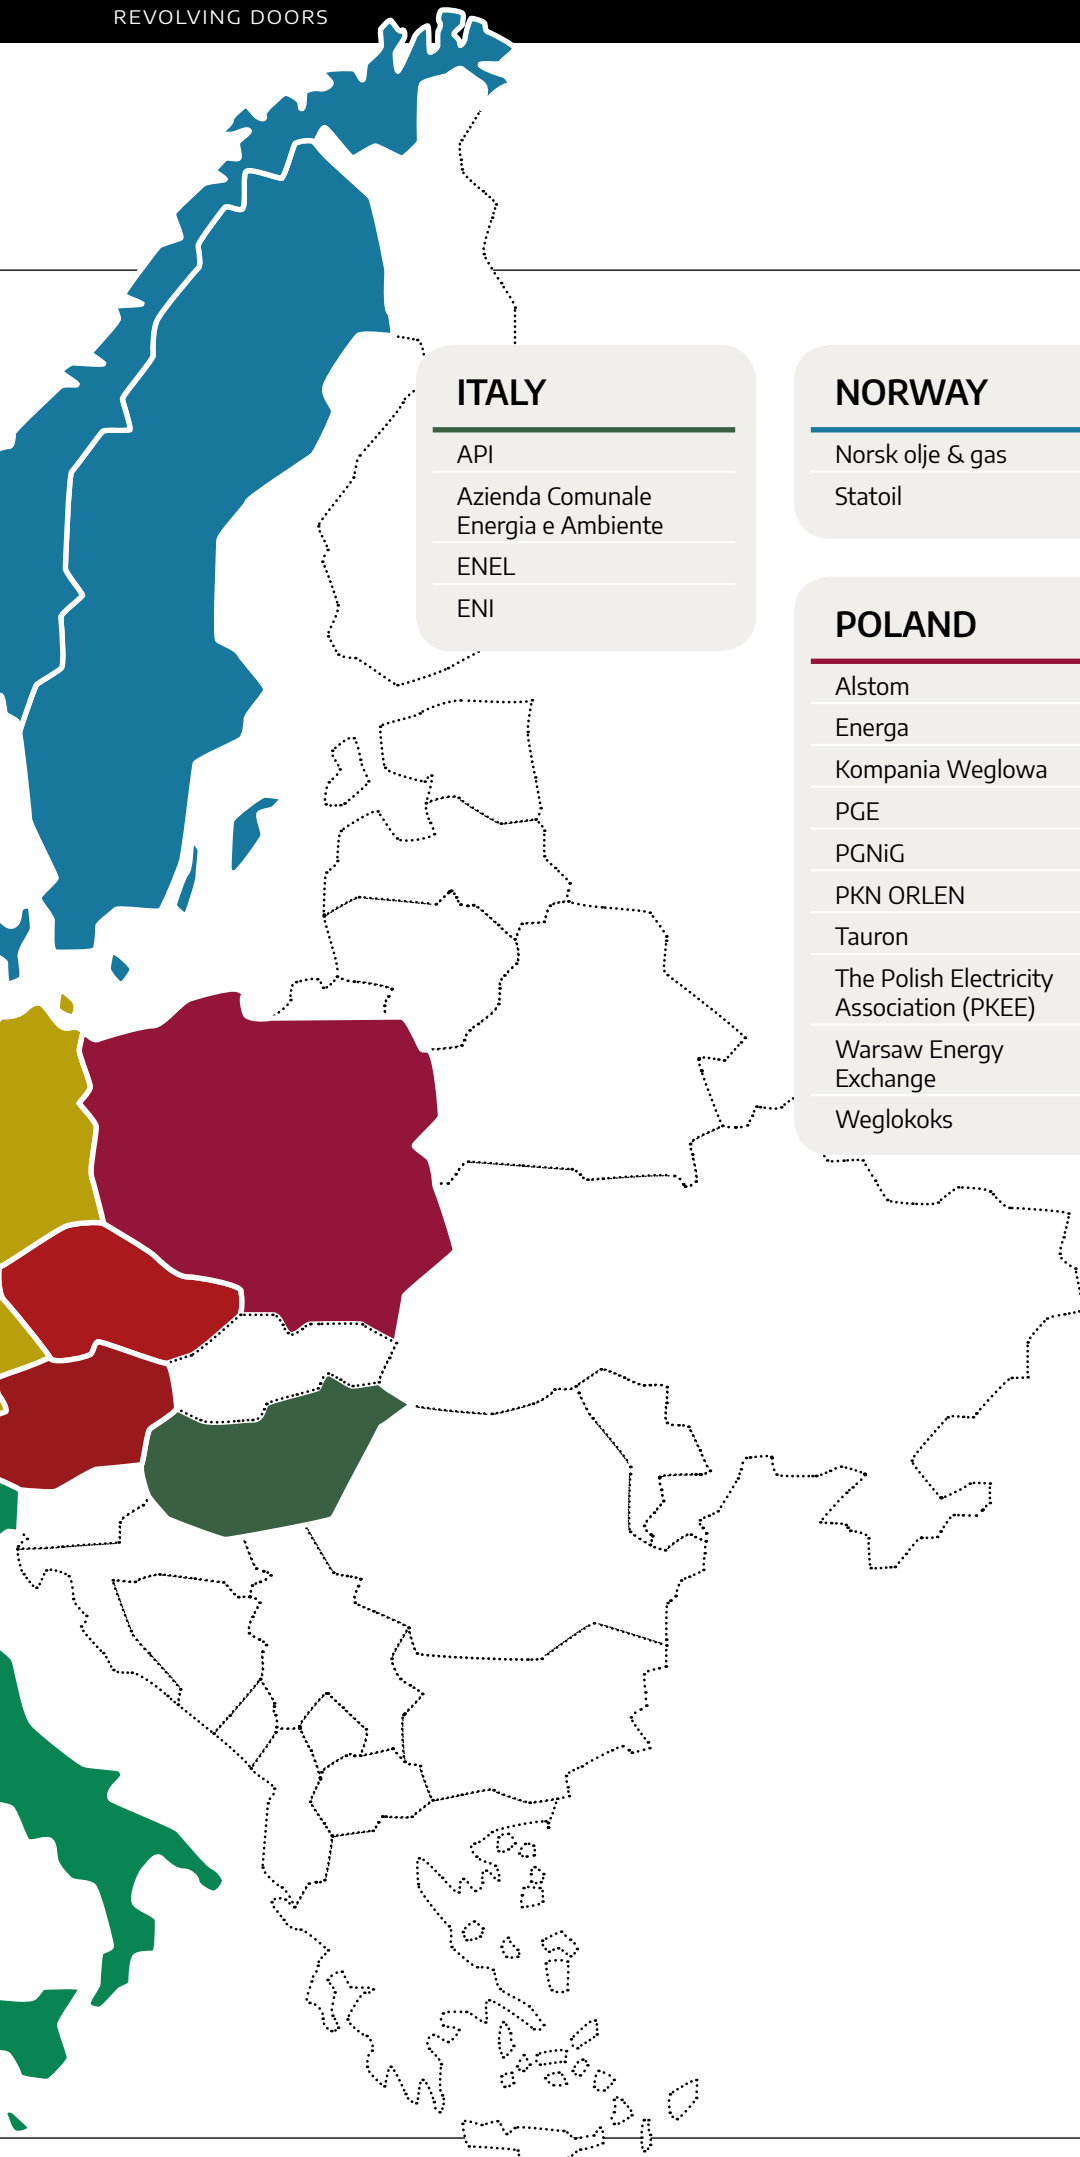 REVOLVING DOORS
ITALY
API
Azienda Comunale
Energia e Ambiente
ENEL
ENI
NORWAY
Norsk olje & gas
Statoil
POLAND
Alstom
Energa
Kompania Weglowa
PGE
PGNiG
PKN ORLEN
Tauron
The Polish Electricity
Association (PKEE)
Warsaw Energy
Exchange
Weglokoks